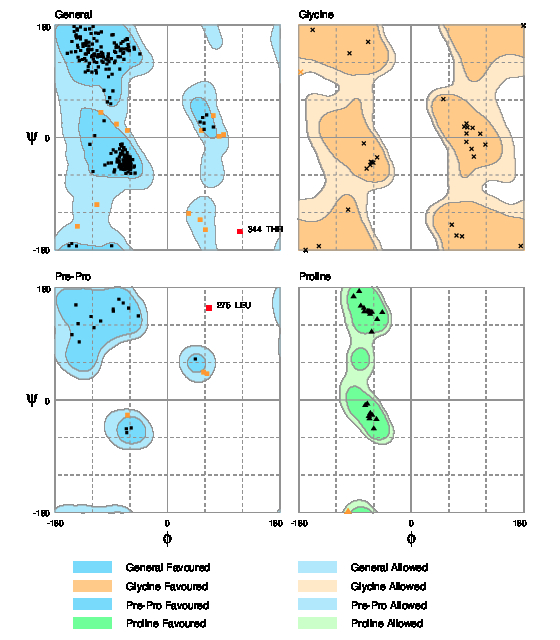 General Glycine
180
Ψ 0
344 THR
-180
Pre-Pro Proline
180
275 LEU
Ψ 0
-180
-180 0 180 -180 0 180
Φ Φ
General Favoured General Allowed
Glycine Favoured Glycine Allowed
Pre-Pro Favoured Pre-Pro Allowed
Proline Favoured Proline Allowed